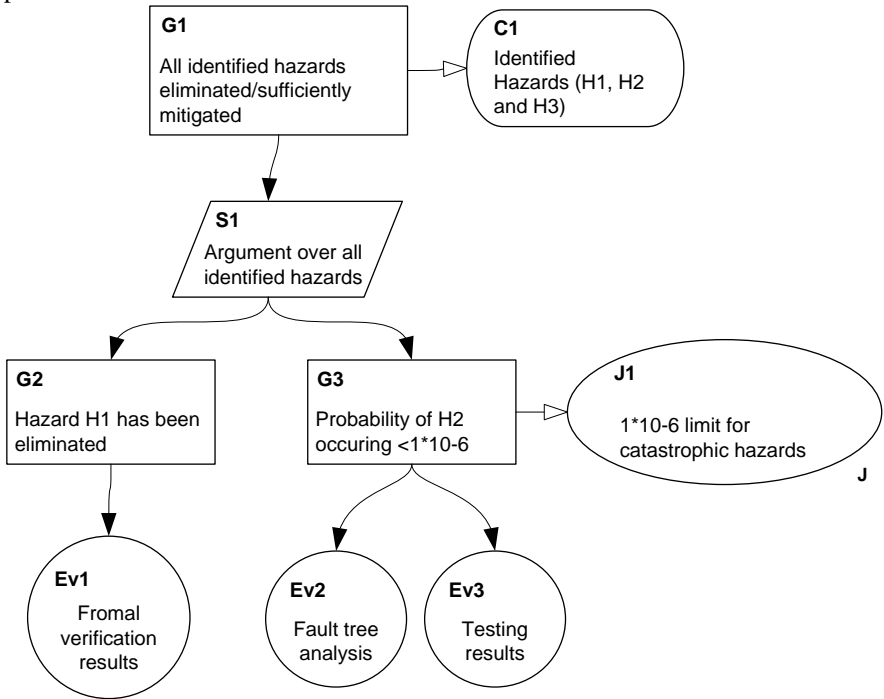 G1
All identified hazards
eliminated/sufficiently
mitigated
C1
Identified
Hazards (H1, H2
and H3)
S1
Argument over all
identified hazards
G2
Hazard H1 has been
eliminated
G3
Probability of H2
occuring <1*10-6
J1
1*10-6 limit for
catastrophic hazards
J
Ev1
Fromal
verification
results
Ev2
Fault tree
analysis
Ev3
Testing
results